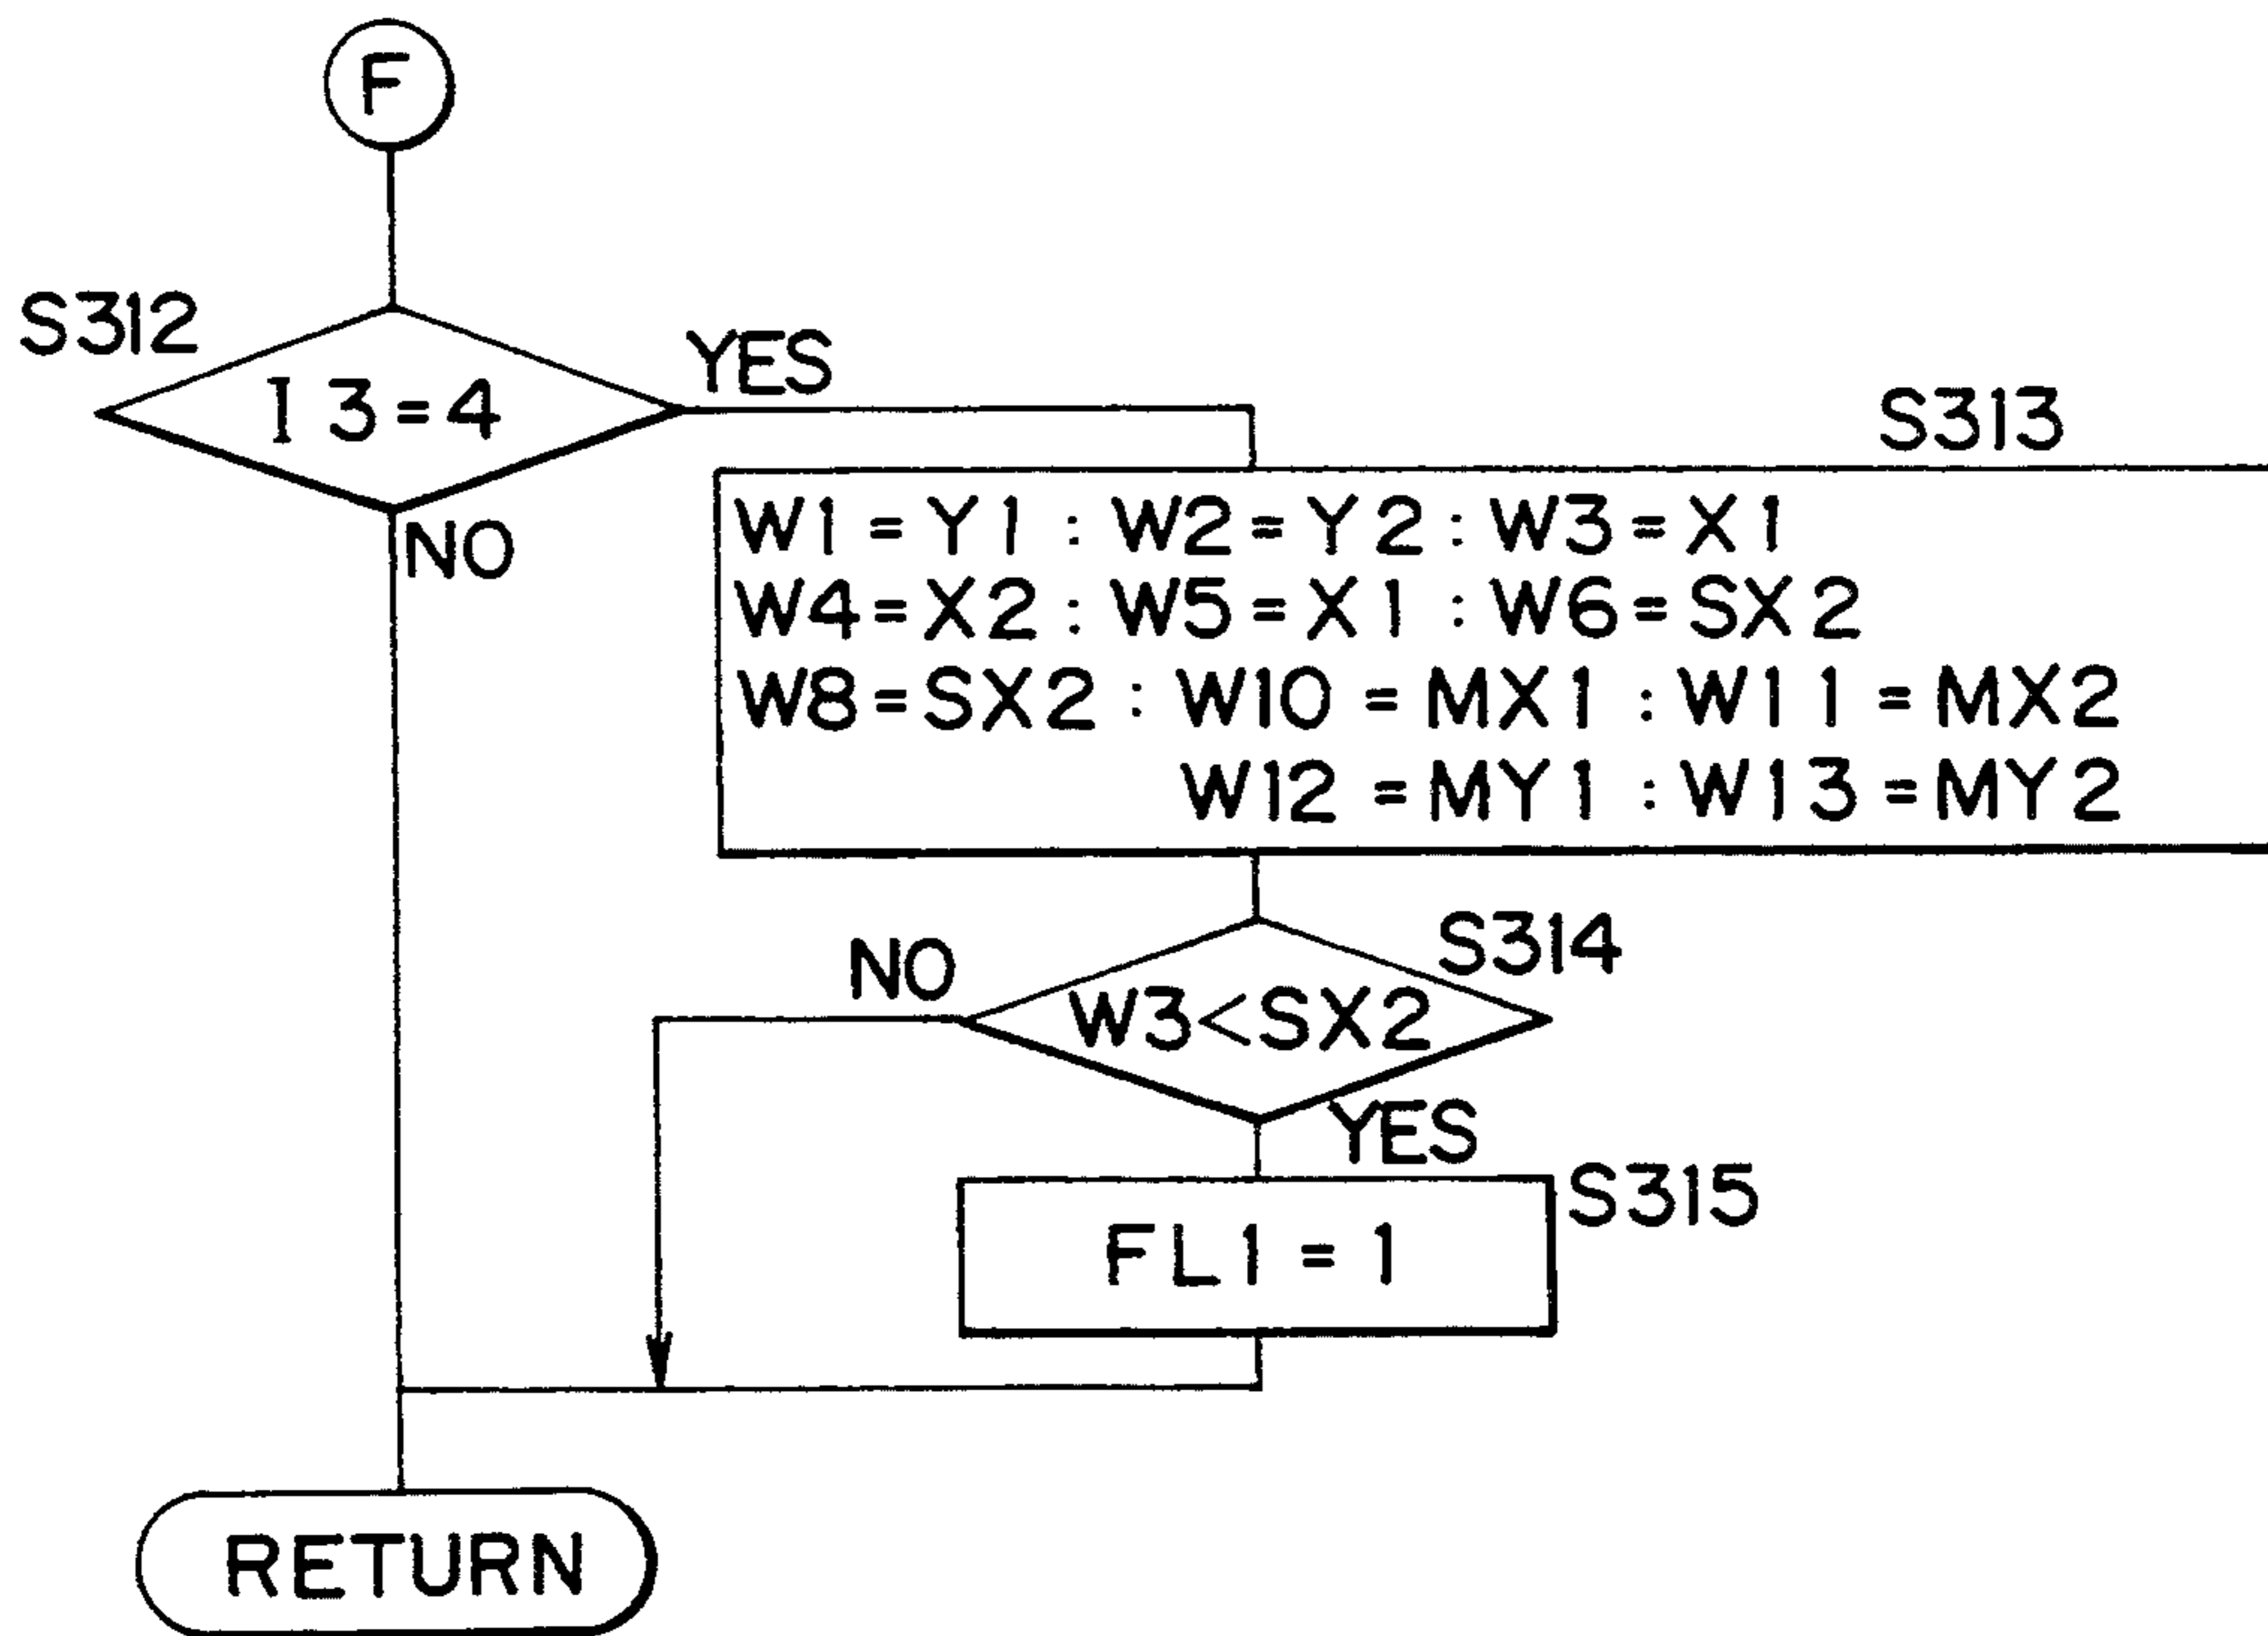 F
S312
I3=4
YES
NO
S313
W1=Y1:W2=Y2:W3=X1
W4=X2:W5=X1:W6=SX2
W8=SX2:W10=MX1:W11=MX2
W12=MY1:W13=MY2
S314
NO
W3<SX2
YES
S315
FL1=1
RETURN